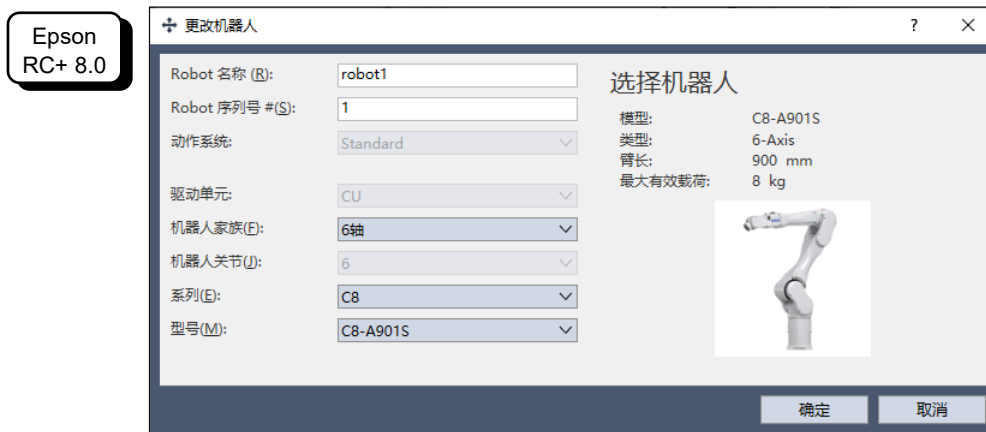 Epson
RC+ 8.0
更改机器人
?
Robot 名称 (R):
robot1
Robot 序列号 #(S):
1
动作系统:
Standard
驱动单元:
CU
机器人家族(F):
6轴
机器人关节(J):
6
系列(E):
C8
型号(M):
C8-A901S
选择机器人
模型: C8-A901S
类型: 6-Axis
臂长: 900 mm
最大有效载荷: 8 kg
确定
取消